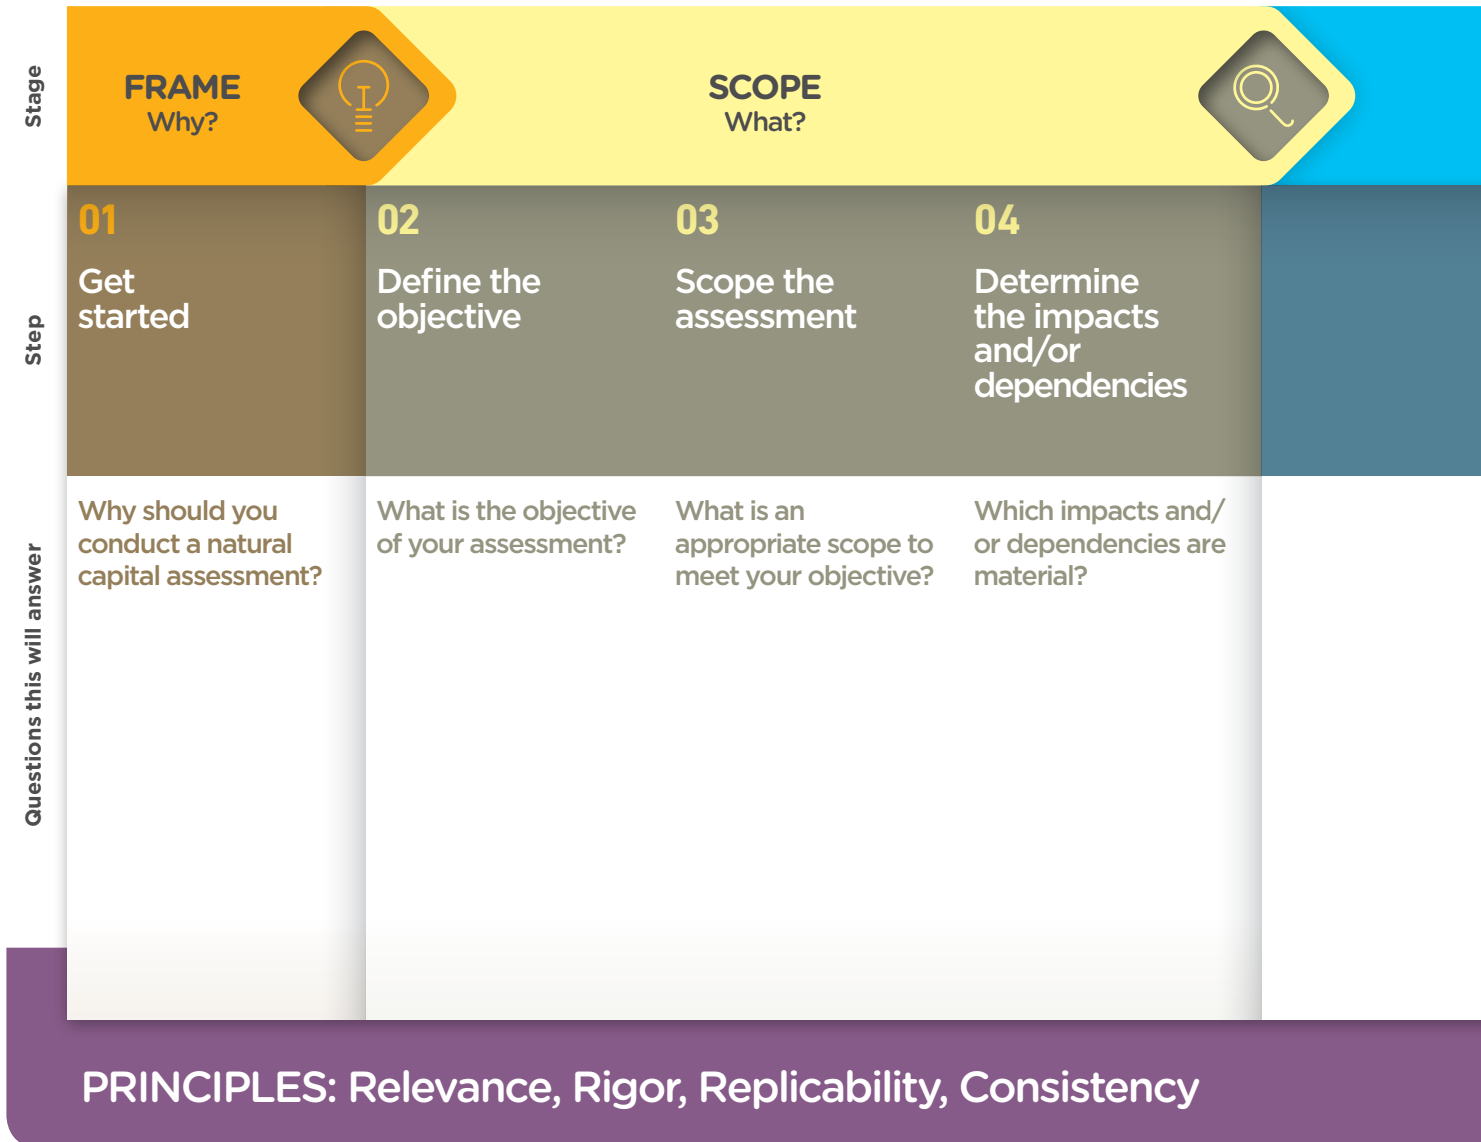 Stage
FRAME
Why?
SCOPE
What?
Step
01
Get
started
02
Define the
objective
03
Scope the
assessment
04
Determine
the impacts
and/or
dependencies
Questions this will answer
Why should you
conduct a natural
capital assessment?
What is the objective
of your assessment?
What is an
appropriate scope to
meet your objective?
Which impacts and/
or dependencies are
material?
PRINCIPLES: Relevance, Rigor, Replicability, Consistency